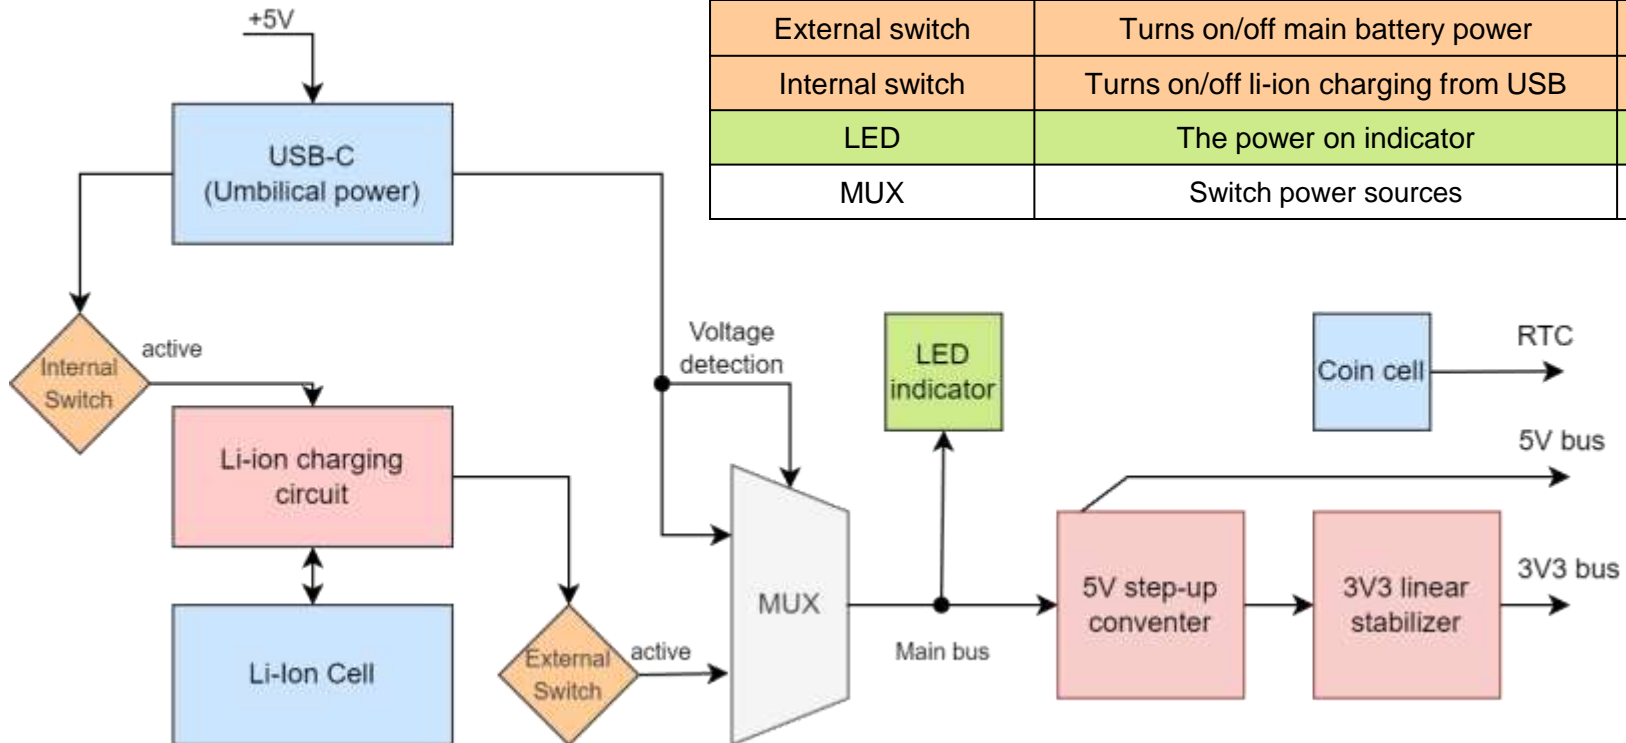 +5V
External switch
Turns on/off main battery power
Internal switch
Turns on/off li-ion charging from USB
LED
The power on indicator
MUX
Switch power sources
USB-C
(Umbilical power)
Internal
Switch
active
Li-ion charging
circuit
Li-Ion Cell
External
Switch
active
Voltage
detection
MUX
LED
indicator
Main bus
5V step-up
conventer
3V3 linear
stabilizer
Coin cell
RTC
5V bus
3V3 bus